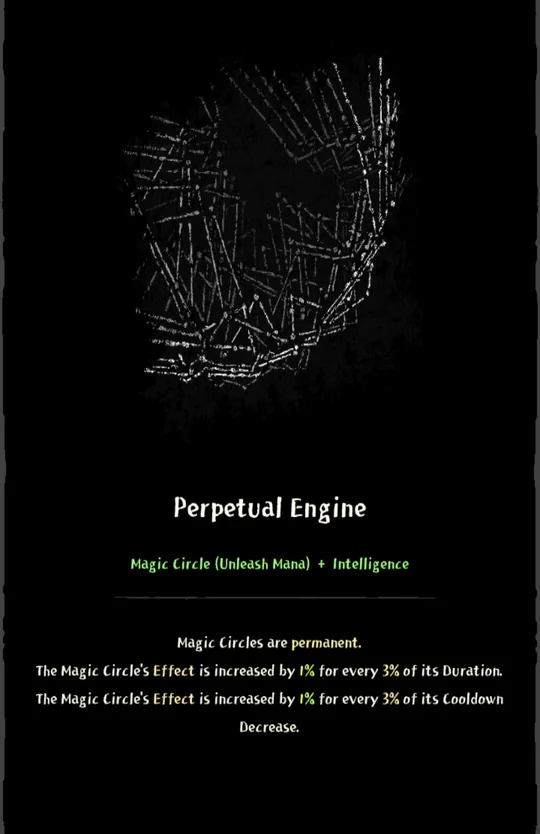 Perpetual Engine
Magic Circle (Unleash Mana) + Intelligence
Magic Circles are permanent.
The Magic Circle's Effect is increased by 1% for every 3% of its Duration.
The Magic Circle's Effect is increased by 1% for every 3% of its Cooldown
Decrease.